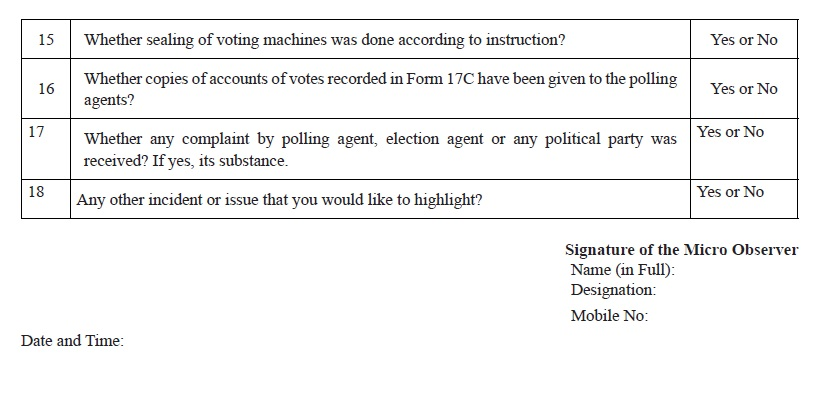 15 Whether sealing of voting machines was done according to instruction? Yes or No
16 Whether copies of accounts of votes recorded in Form 17C have been given to the polling
agents? Yes or No
17 Whether any complaint by polling agent, election agent or any political party was Yes or No
received? If yes, its substance.
18 Any other incident or issue that you would like to highlight? Yes or No
Signature of the Micro Observer
Name (in Full):
Designation:
Mobile No:
Date and Time: